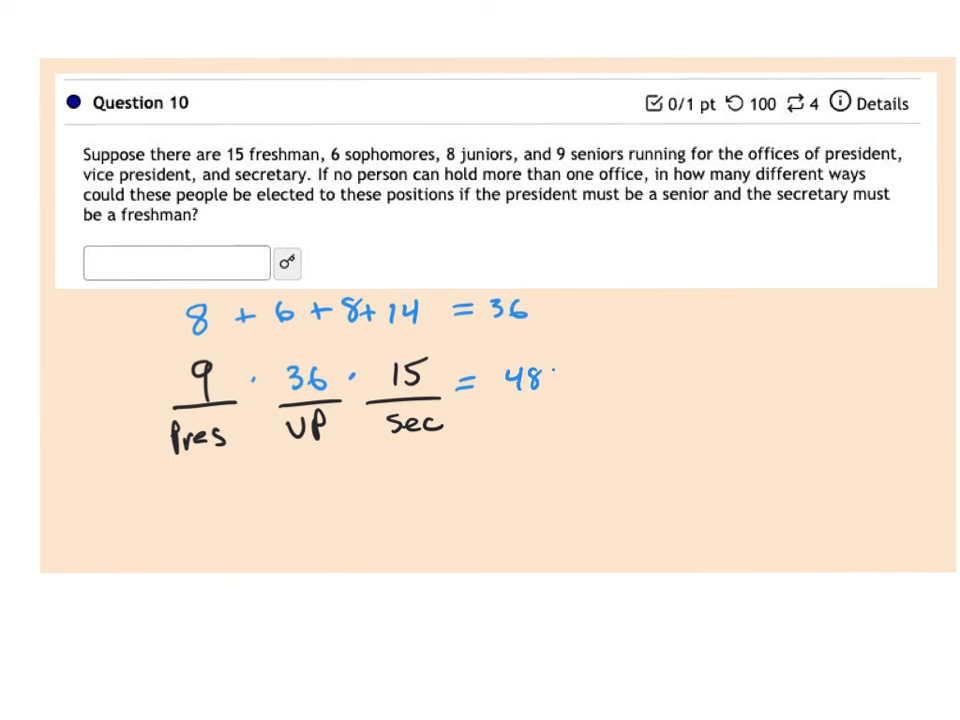 Question 10
0/1 pt 100 4 Details
Suppose there are 15 freshman, 6 sophomores, 8 juniors, and 9 seniors running for the offices of president,
vice president, and secretary. If no person can hold more than one office, in how many different ways
could these people be elected to these positions if the president must be a senior and the secretary must
be a freshman?
8 + 6 + 8 + 14 = 36
9 · 36 · 15 = 48
Pres VP Sec